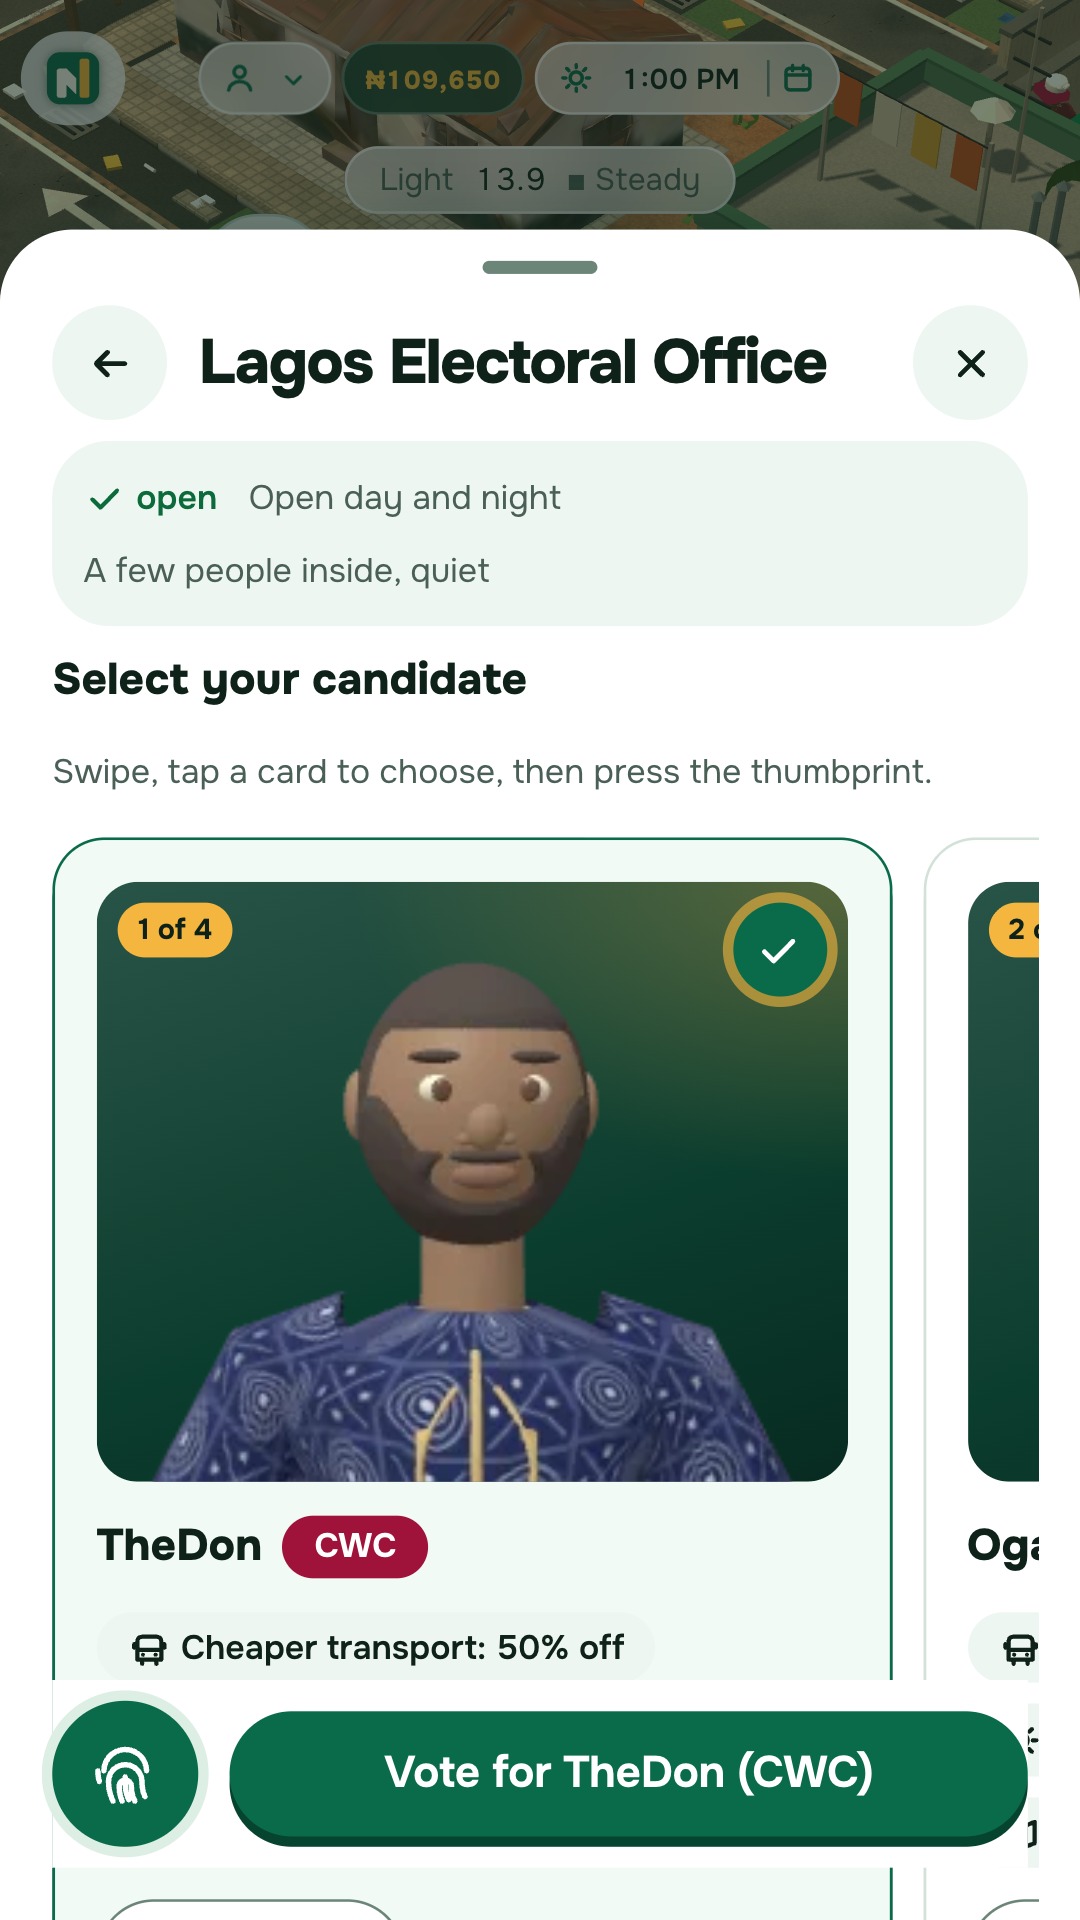 ₦109,650
1:00 PM
Light 13.9 ■ Steady
Lagos Electoral Office
open Open day and night
A few people inside, quiet
Select your candidate
Swipe, tap a card to choose, then press the thumbprint.
1 of 4
2
TheDon CWC
Cheaper transport: 50% off
Vote for TheDon (CWC)